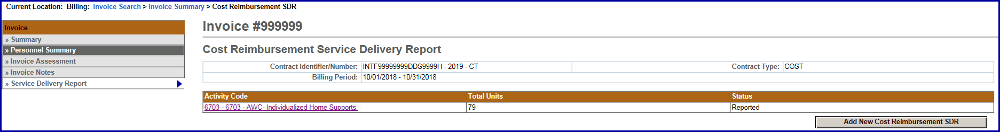 Current Location: Billing: Invoice Search > Invoice Summary > Cost Reimbursement SDR
Invoice
» Summary
» Personnel Summary
» Invoice Assessment
» Invoice Notes
» Service Delivery Report
Invoice #999999
Cost Reimbursement Service Delivery Report
Contract Identifier/Number: INTF99999999DDS9999H - 2019 - CT Contract Type: COST
Billing Period: 10/01/2018 - 10/31/2018
Activity Code Total Units Status
6703 - 6703 - AWC- Individualized Home Supports 79 Reported
Add New Cost Reimbursement SDR